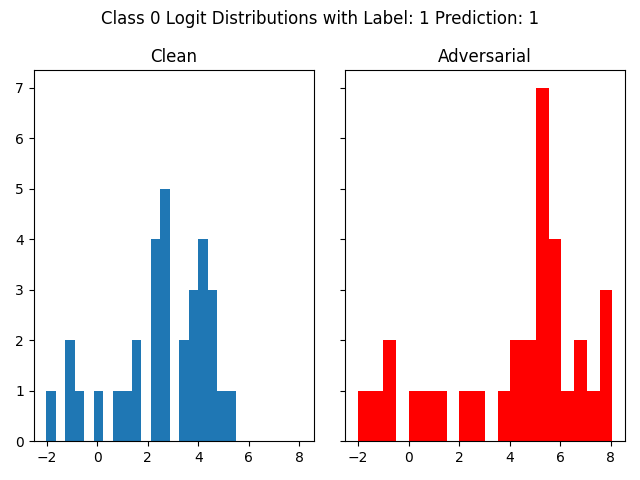 Class 0 Logit Distributions with Label: 1 Prediction: 1
Clean
Adversarial
7
6
5
4
3
2
1
0
−2 0 2 4 6 8
−2 0 2 4 6 8